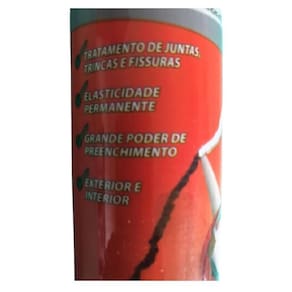 TRATAMENTO DE JUNTAS,
TRINCAS E FISSURAS
ELASTICIDADE
PERMANENTE
GRANDE PODER DE
PREENCHIMENTO
EXTERIOR E
INTERIOR